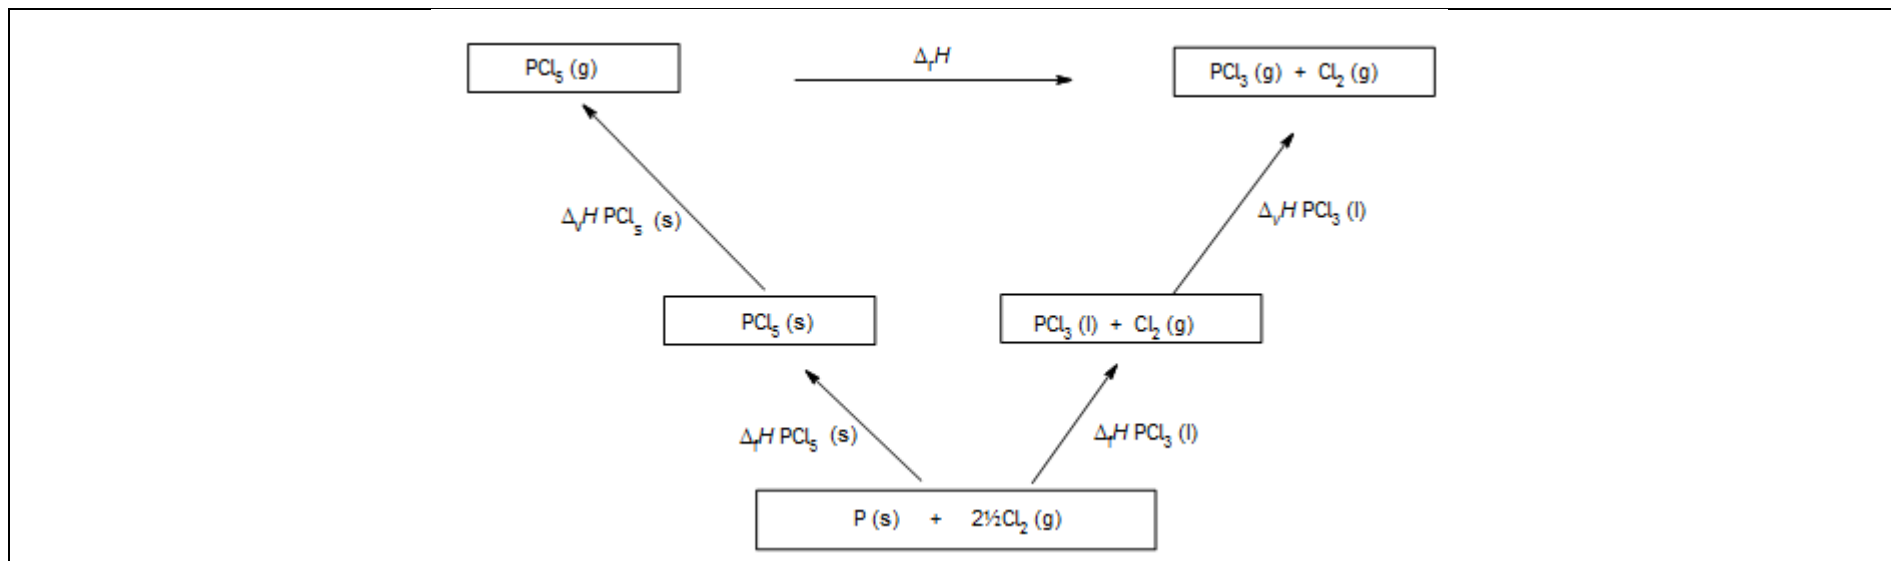 PCl₅ (g)
ΔᵣH
PCl₃ (g) + Cl₂ (g)
ΔᵥH PCl₅ (s)
ΔᵥH PCl₃ (l)
PCl₅ (s)
PCl₃ (l) + Cl₂ (g)
ΔfH PCl₅ (s)
ΔfH PCl₃ (l)
P (s) + 2½Cl₂ (g)